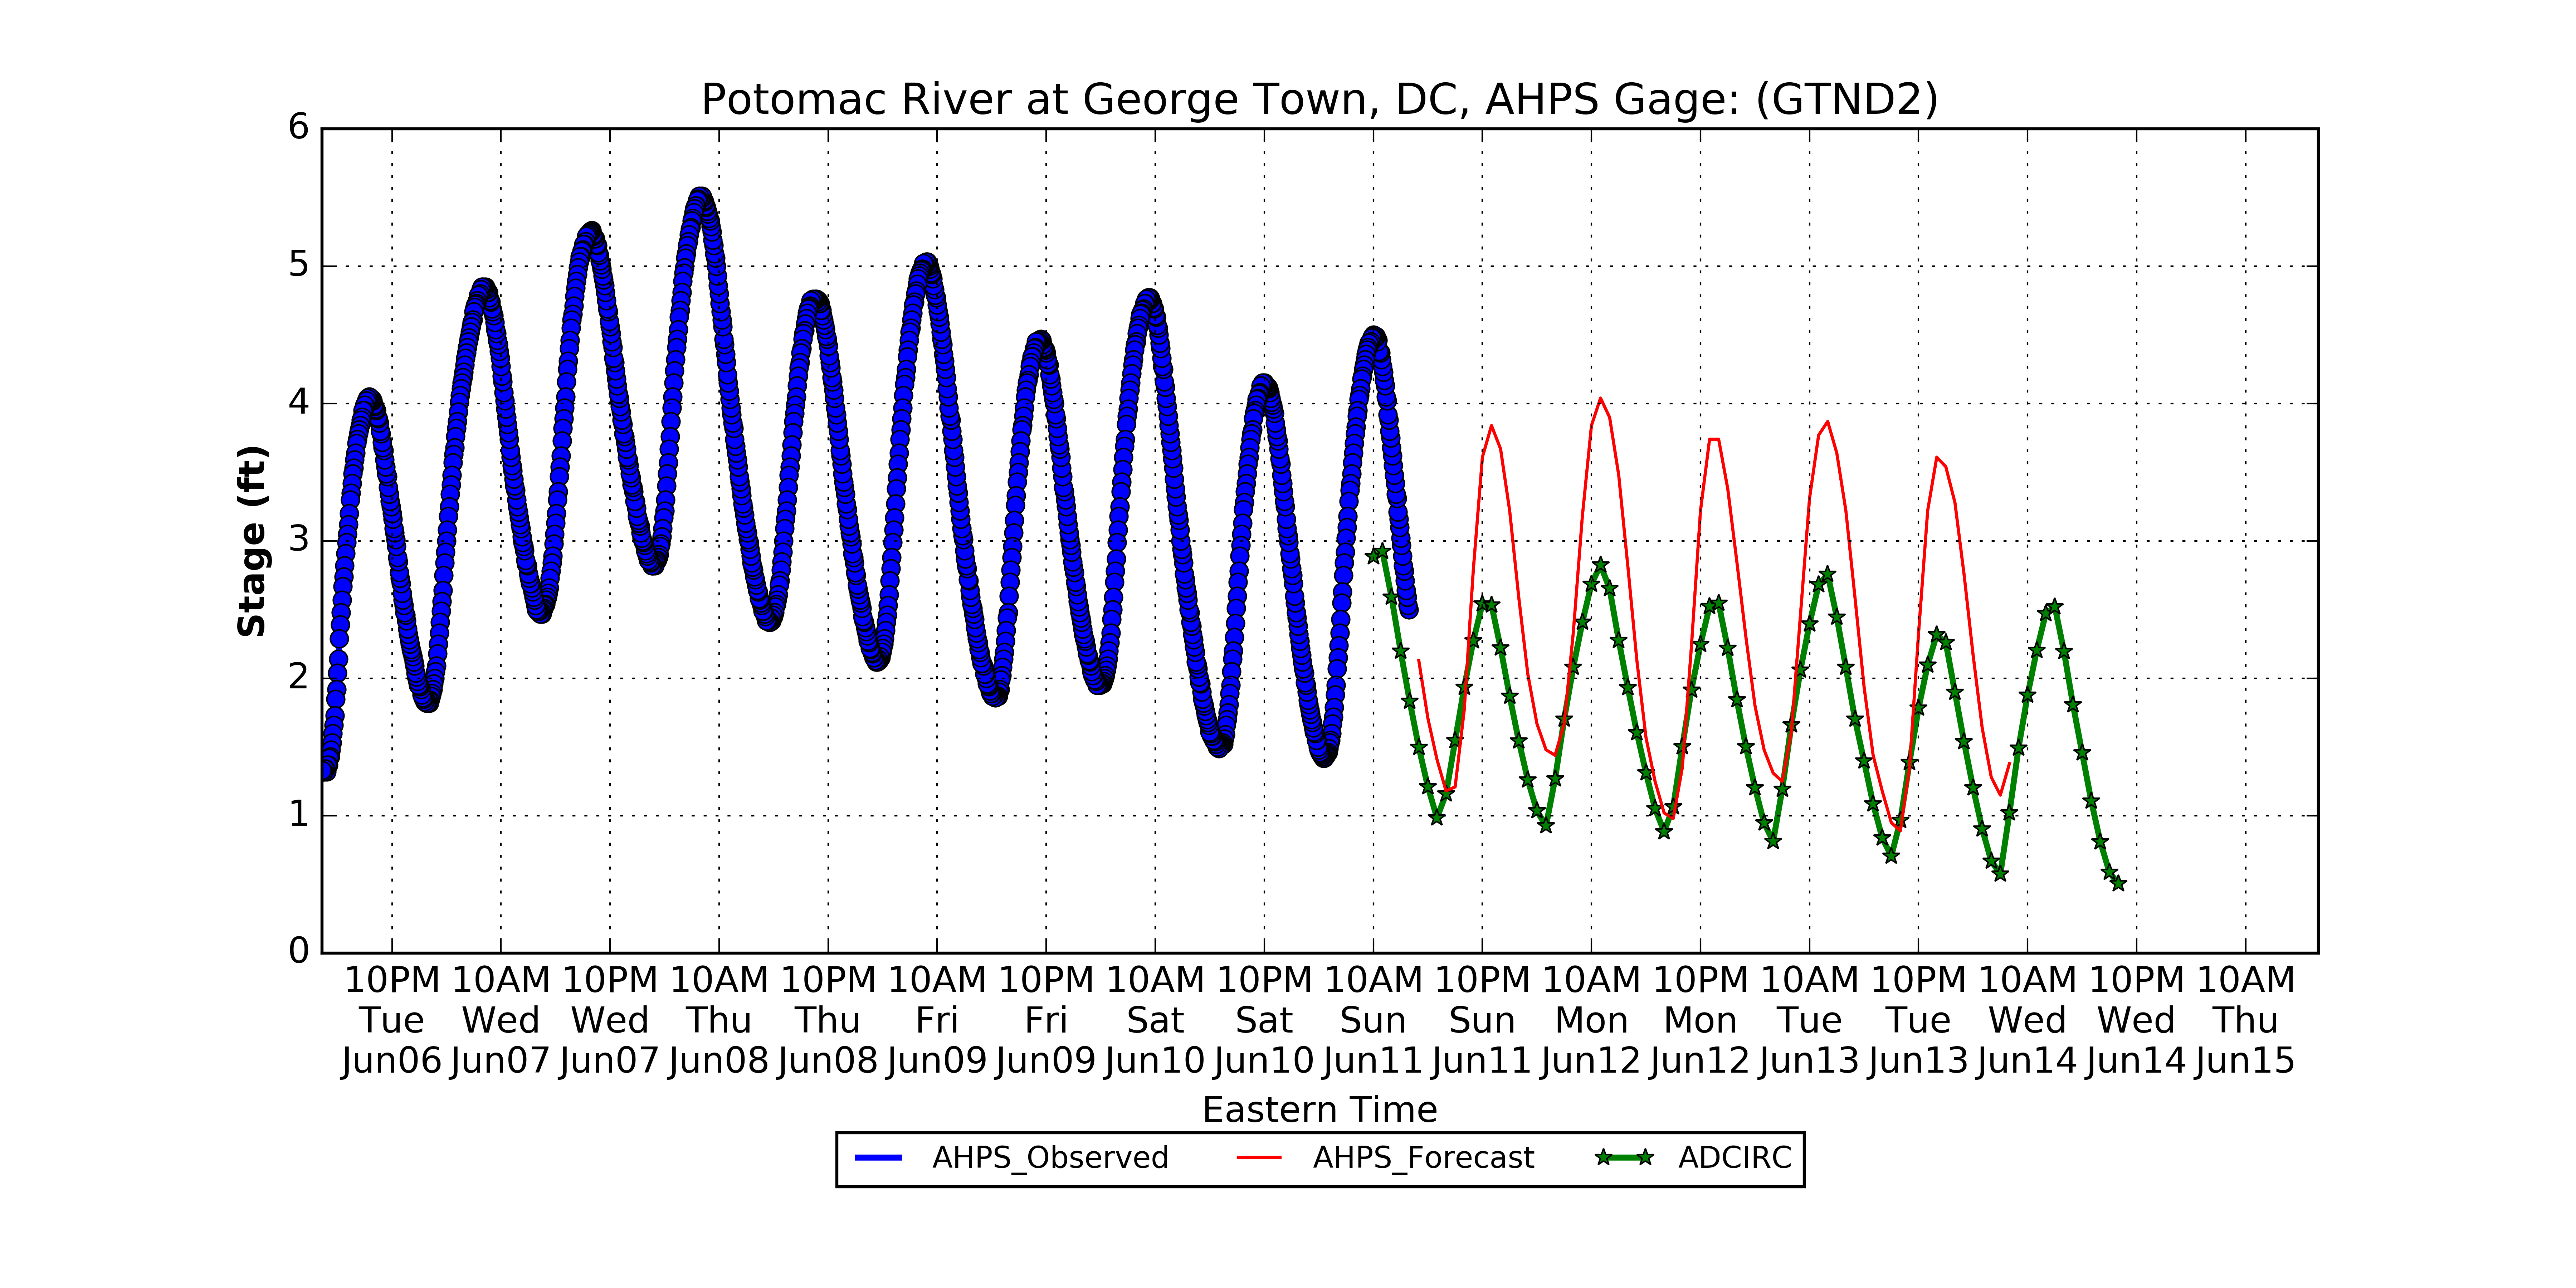 Potomac River at George Town, DC, AHPS Gage: (GTND2)
6
5
4
3
2
1
0
Stage (ft)
10PM 10AM 10PM 10AM 10PM 10AM 10PM 10AM 10PM 10AM 10PM 10AM 10PM 10AM 10PM 10AM 10PM 10AM
Tue Wed Wed Thu Thu Fri Fri Sat Sat Sun Sun Mon Mon Tue Tue Wed Wed Thu
Jun06 Jun07 Jun07 Jun08 Jun08 Jun09 Jun09 Jun10 Jun10 Jun11 Jun11 Jun12 Jun12 Jun13 Jun13 Jun14 Jun14 Jun15
Eastern Time
AHPS_Observed AHPS_Forecast ADCIRC